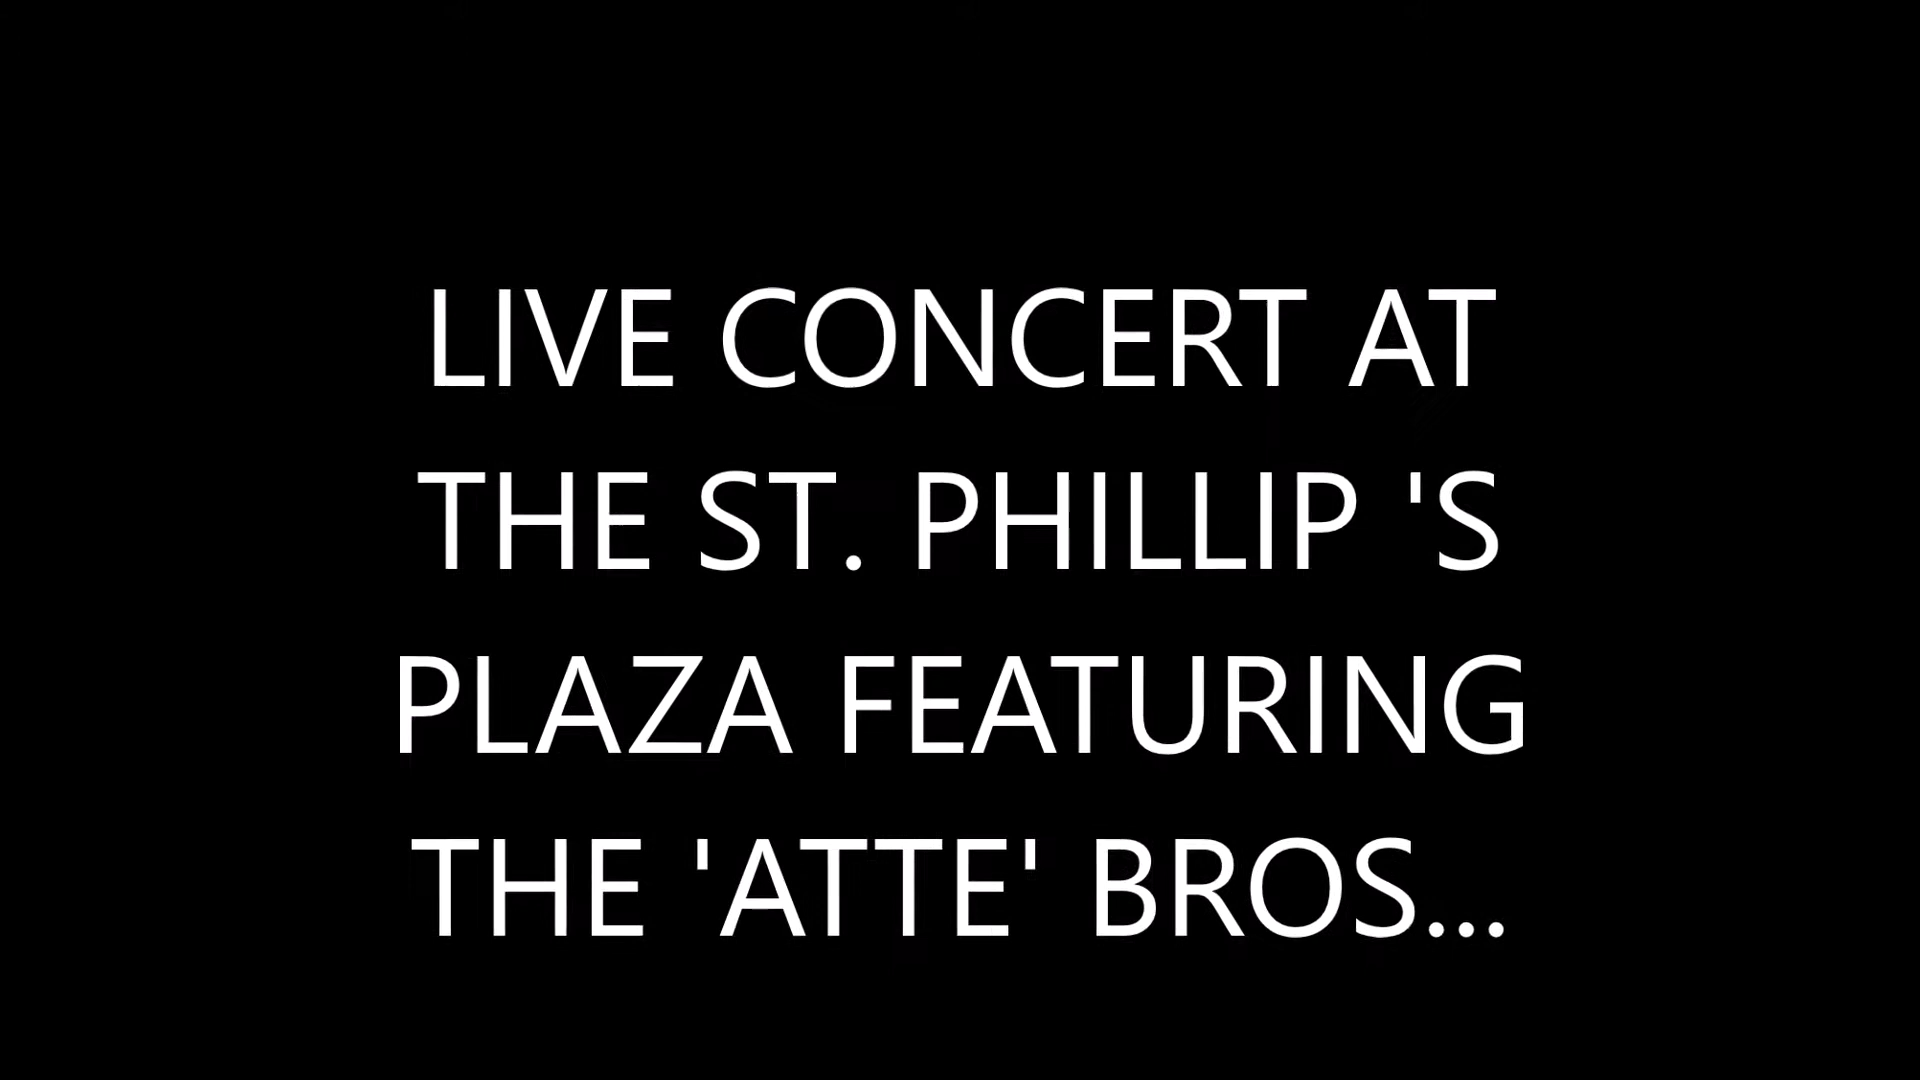 LIVE CONCERT AT
THE ST. PHILLIP 'S
PLAZA FEATURING
THE 'ATTE' BROS...